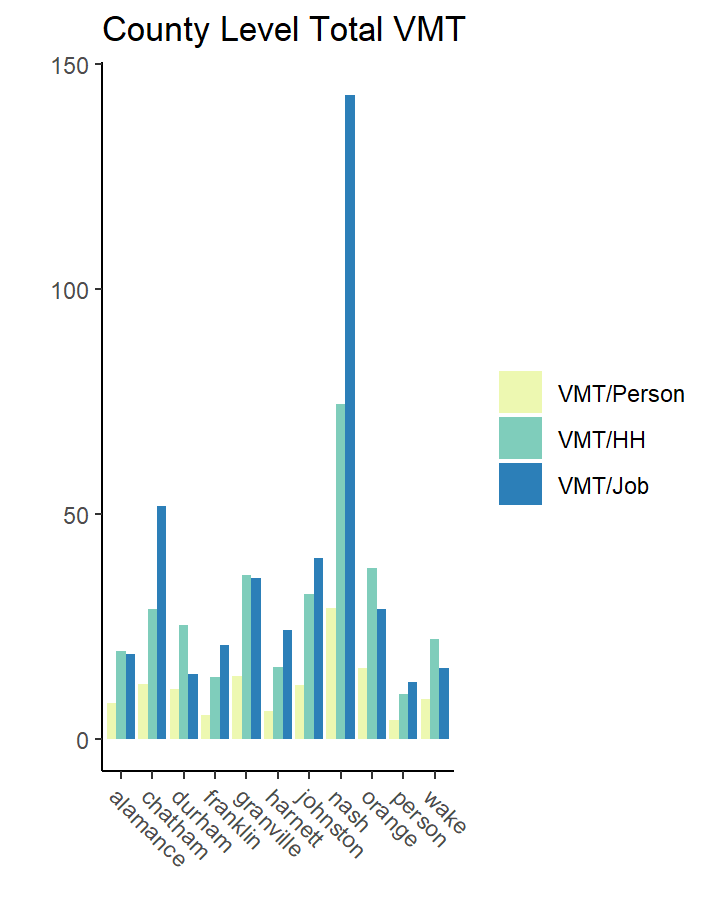 County Level Total VMT
150
100
50
0
VMT/Person
VMT/HH
VMT/Job
alamance
chatham
durham
franklin
granville
harnett
johnston
nash
orange
person
wake